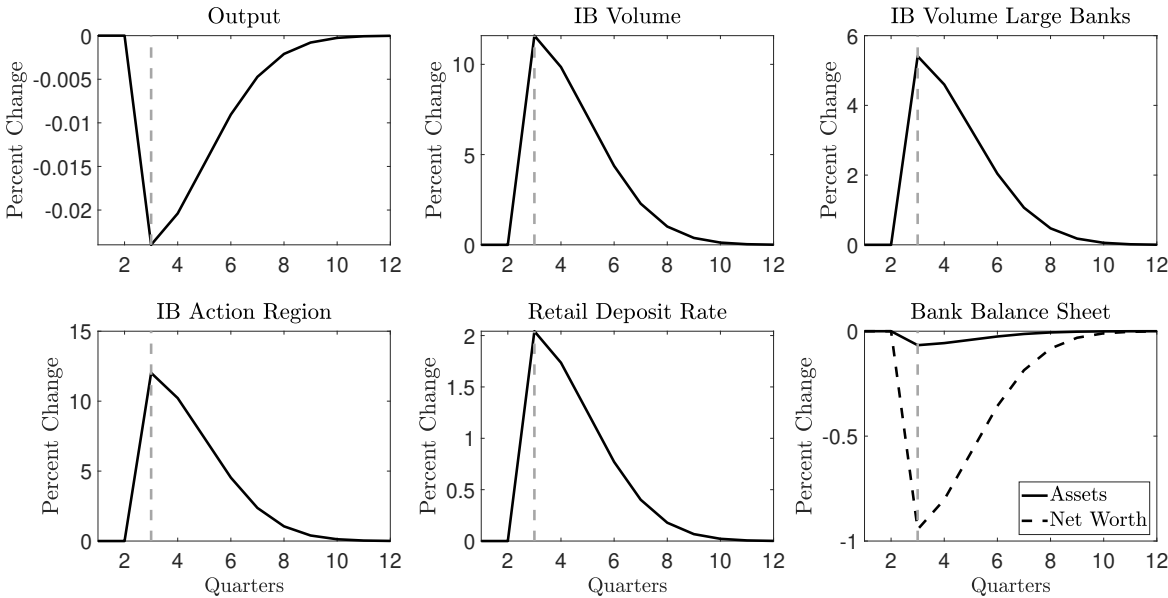 Output
Percent Change
0
-0.005
-0.01
-0.015
-0.02
2 4 6 8 10 12
IB Volume
Percent Change
10
5
0
2 4 6 8 10 12
IB Volume Large Banks
Percent Change
6
4
2
0
2 4 6 8 10 12
IB Action Region
Percent Change
15
10
5
0
2 4 6 8 10 12
Quarters
Retail Deposit Rate
Percent Change
2
1.5
1
0.5
0
2 4 6 8 10 12
Quarters
Bank Balance Sheet
Percent Change
0
-0.5
-1
Assets
Net Worth
2 4 6 8 10 12
Quarters